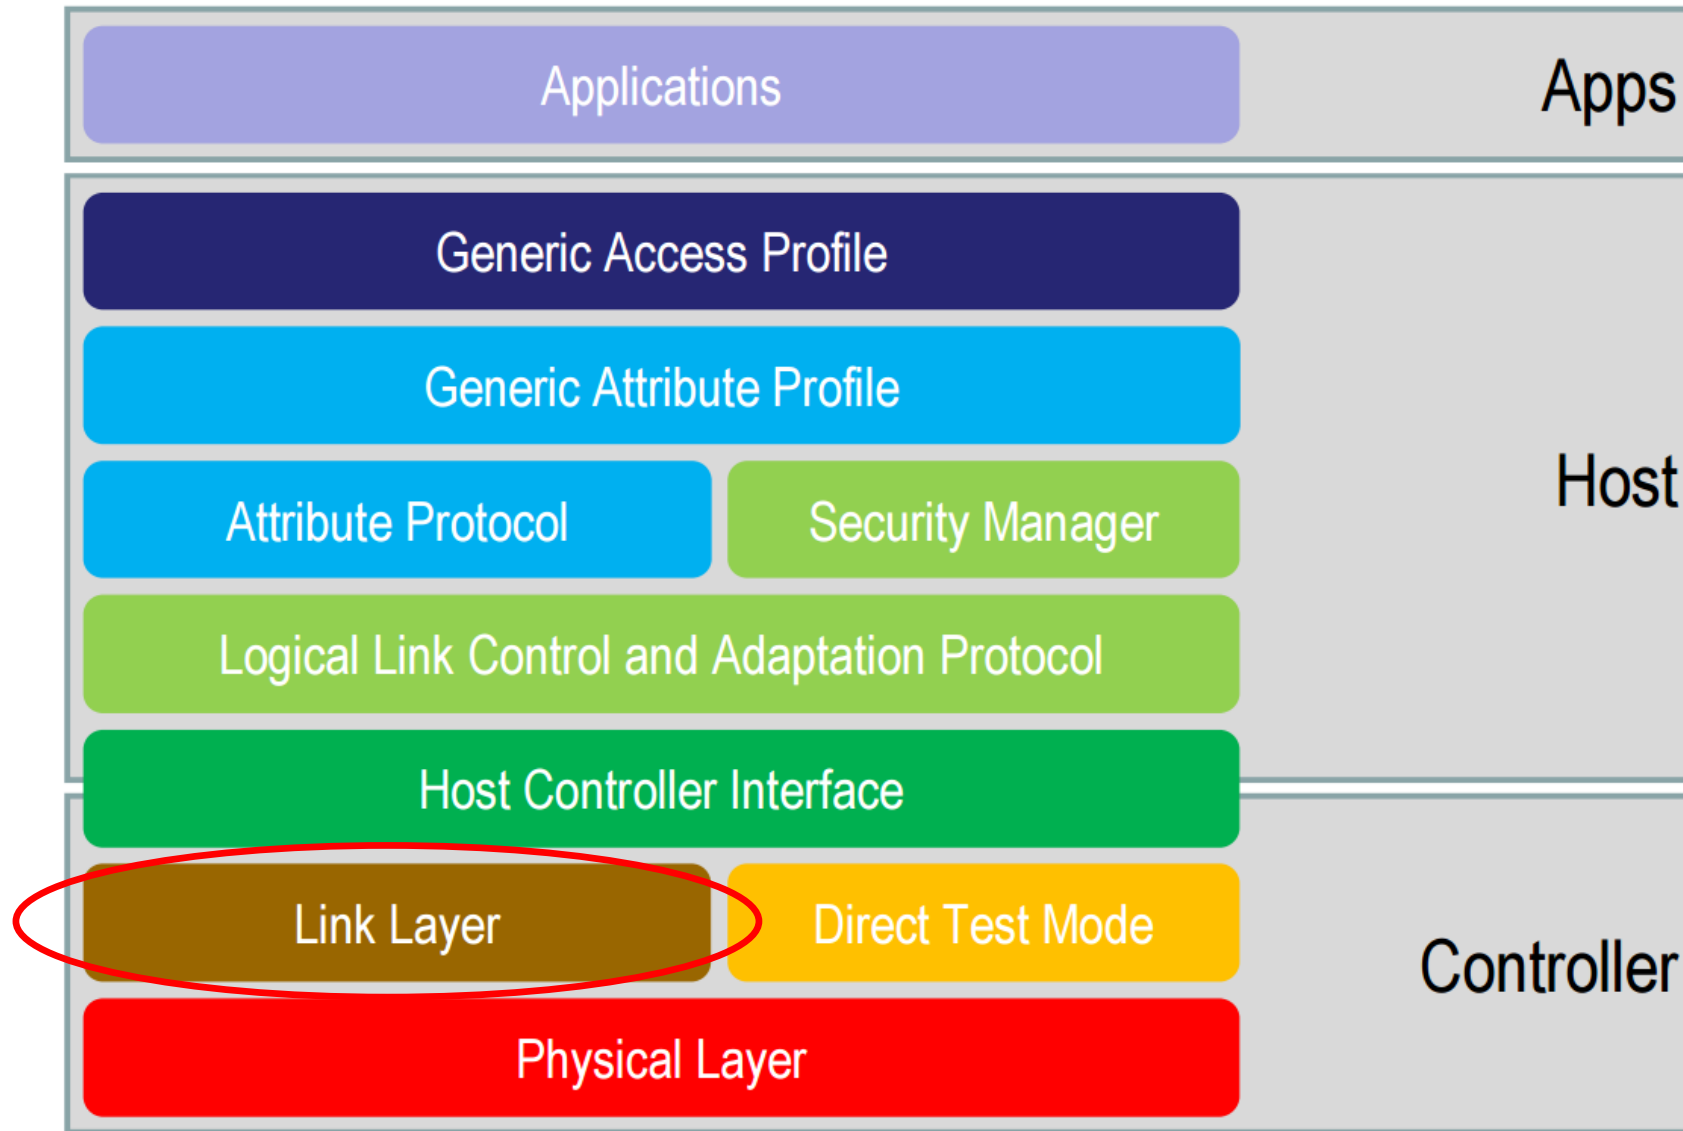 Applications
Apps
Generic Access Profile
Generic Attribute Profile
Attribute Protocol
Security Manager
Host
Logical Link Control and Adaptation Protocol
Host Controller Interface
Link Layer
Direct Test Mode
Controller
Physical Layer